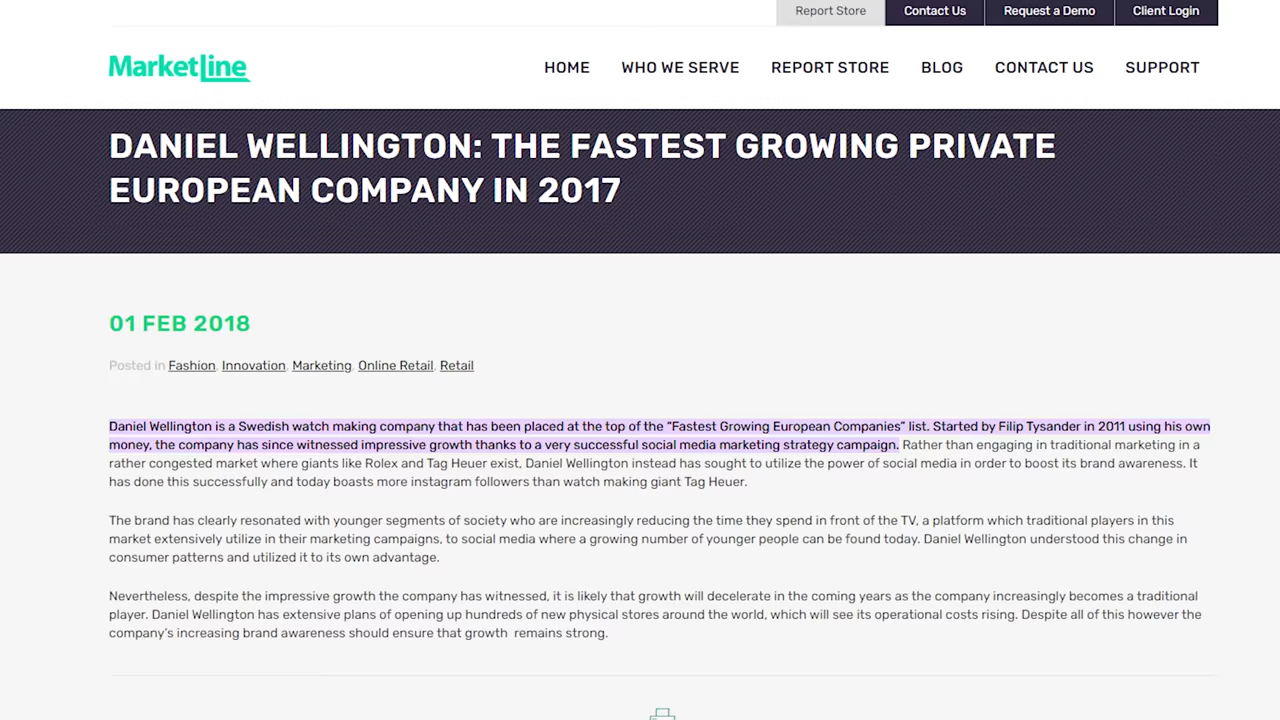 Report Store Contact Us Request a Demo Client Login
MarketLine HOME WHO WE SERVE REPORT STORE BLOG CONTACT US SUPPORT
DANIEL WELLINGTON: THE FASTEST GROWING PRIVATE
EUROPEAN COMPANY IN 2017
01 FEB 2018
Posted in Fashion, Innovation, Marketing, Online Retail, Retail
Daniel Wellington is a Swedish watch making company that has been placed at the top of the "Fastest Growing European Companies" list. Started by Filip Tysander in 2011 using his own
money, the company has since witnessed impressive growth thanks to a very successful social media marketing strategy campaign. Rather than engaging in traditional marketing in a
rather congested market where giants like Rolex and Tag Heuer exist, Daniel Wellington instead has sought to utilize the power of social media in order to boost its brand awareness. It
has done this successfully and today boasts more instagram followers than watch making giant Tag Heuer.
The brand has clearly resonated with younger segments of society who are increasingly reducing the time they spend in front of the TV, a platform which traditional players in this
market extensively utilize in their marketing campaigns, to social media where a growing number of younger people can be found today. Daniel Wellington understood this change in
consumer patterns and utilized it to its own advantage.
Nevertheless, despite the impressive growth the company has witnessed, it is likely that growth will decelerate in the coming years as the company increasingly becomes a traditional
player. Daniel Wellington has extensive plans of opening up hundreds of new physical stores around the world, which will see its operational costs rising. Despite all of this however the
company's increasing brand awareness should ensure that growth remains strong.